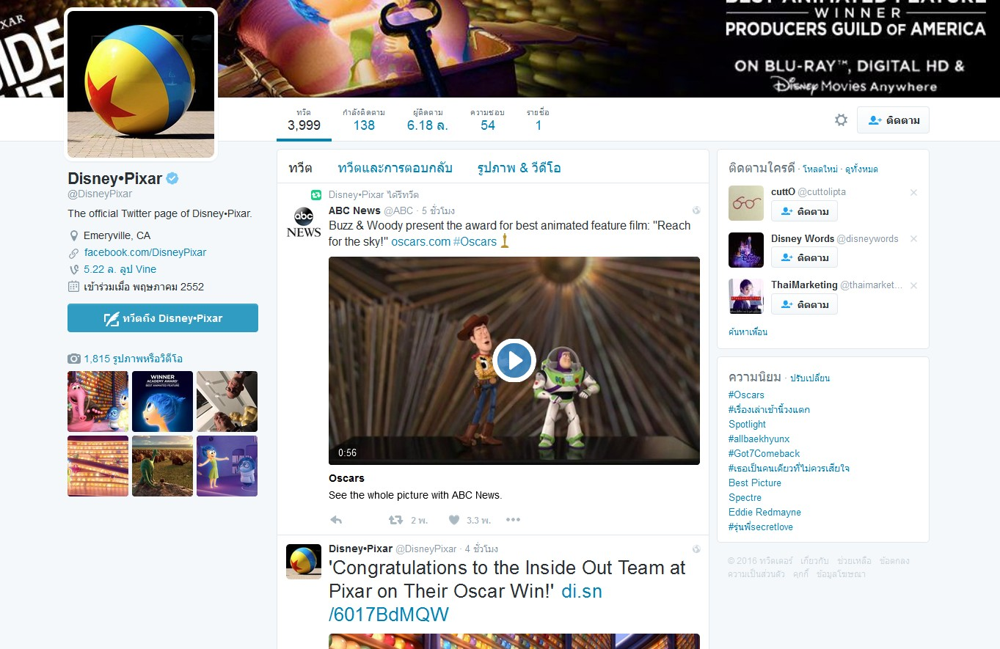 XAR
IDE
BEST ANIMATED FEATURE
WINNER
PRODUCERS GUILD OF AMERICA
ON BLU-RAY™, DIGITAL HD &
Disney Movies Anywhere
ทวีต
3,999
กำลังติดตาม
138
ผู้ติดตาม
6.18 ล.
ความชอบ
54
รายชื่อ
1
ติดตาม
Disney•Pixar
@DisneyPixar
The official Twitter page of Disney•Pixar.
Emeryville, CA
facebook.com/DisneyPixar
5.22 ล. ลูป Vine
เข้าร่วมเมื่อ พฤษภาคม 2552
ทวีตถึง Disney•Pixar
1,815 รูปภาพหรือวิดีโอ
WINNER
ACADEMY AWARD®
BEST ANIMATED FEATURE
ทวีต ทวีตและการตอบกลับ รูปภาพ & วีดีโอ
Disney•Pixar ได้รีทวีต
abc
NEWS
ABC News @ABC · 5 ชั่วโมง
Buzz & Woody present the award for best animated feature film: "Reach
for the sky!" oscars.com #Oscars
0:56
Oscars
See the whole picture with ABC News.
2 พ. 3.3 พ.
Disney•Pixar @DisneyPixar · 4 ชั่วโมง
'Congratulations to the Inside Out Team at
Pixar on Their Oscar Win!' di.sn
/6017BdMQW
ติดตามใครดี · โหลดใหม่ · ดูทั้งหมด
cuttO @cuttolipta
ติดตาม
Disney Words @disneywords
ติดตาม
ThaiMarketing @thaimarket...
ติดตาม
ค้นหาเพื่อน
ความนิยม · ปรับเปลี่ยน
#Oscars
#เรื่องเล่าเช้านี้วงแตก
Spotlight
#allbaekhyunx
#Got7Comeback
#เธอเป็นคนเดียวที่ไม่ควรเสียใจ
Best Picture
Spectre
Eddie Redmayne
#รุ่นพี่secretlove
© 2016 ทวิตเตอร์ เกี่ยวกับ ช่วยเหลือ ข้อตกลง
ความเป็นส่วนตัว คุกกี้ ข้อมูลโฆษณา